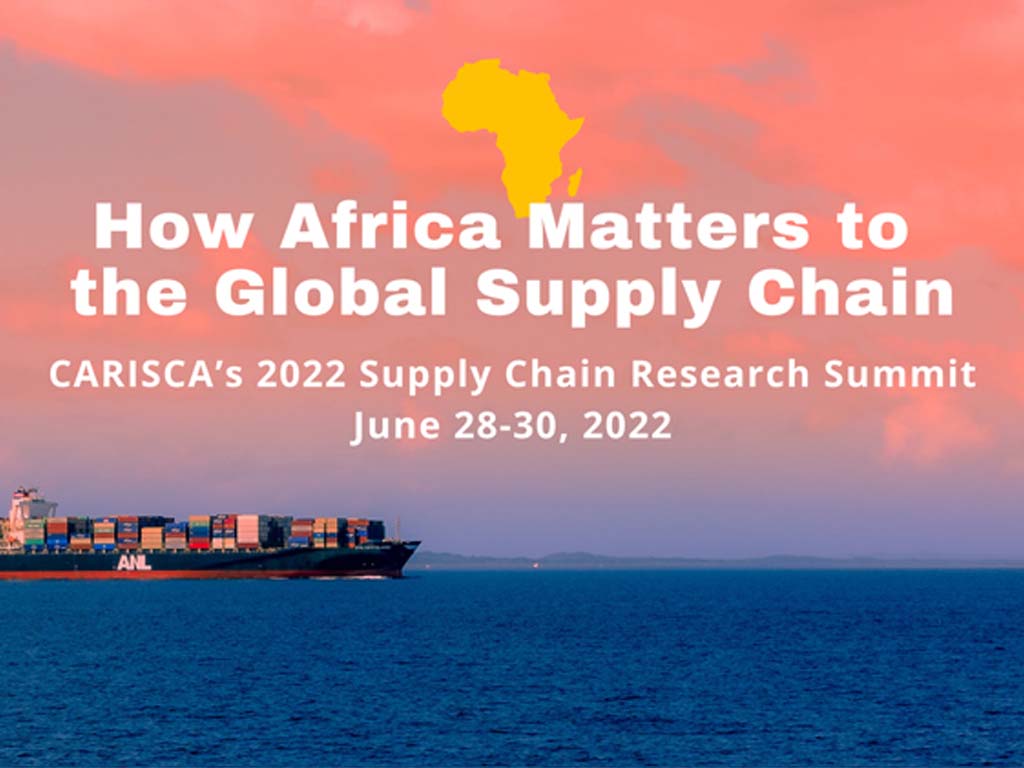 How Africa Matters to
the Global Supply Chain
CARISCA’s 2022 Supply Chain Research Summit
June 28-30, 2022
ANL